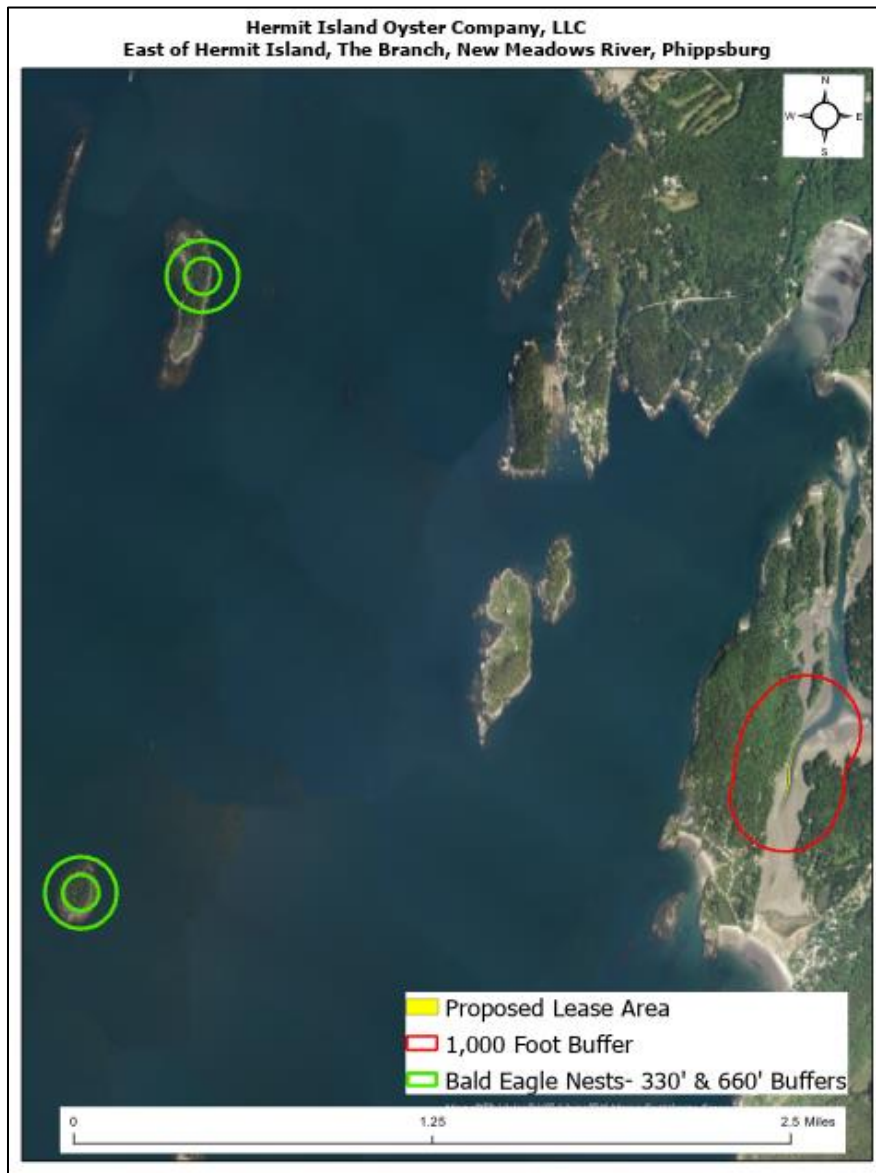 Hermit Island Oyster Company, LLC
East of Hermit Island, The Branch, New Meadows River, Phippsburg
N
W E
S
Proposed Lease Area
1,000 Foot Buffer
Bald Eagle Nests- 330' & 660' Buffers
0 1.25 2.5 Miles